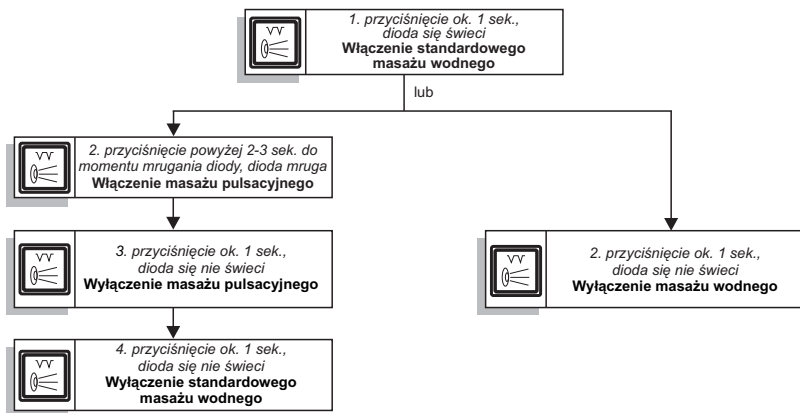 1. przyciśnięcie ok. 1 sek.,
dioda się świeci
Włączenie standardowego
masażu wodnego
lub
2. przyciśnięcie powyżej 2-3 sek. do
momentu mrugania diody, dioda mruga
Włączenie masażu pulsacyjnego
3. przyciśnięcie ok. 1 sek.,
dioda się nie świeci
Wyłączenie masażu pulsacyjnego
4. przyciśnięcie ok. 1 sek.,
dioda się nie świeci
Wyłączenie standardowego
masażu wodnego
2. przyciśnięcie ok. 1 sek.,
dioda się nie świeci
Wyłączenie masażu wodnego